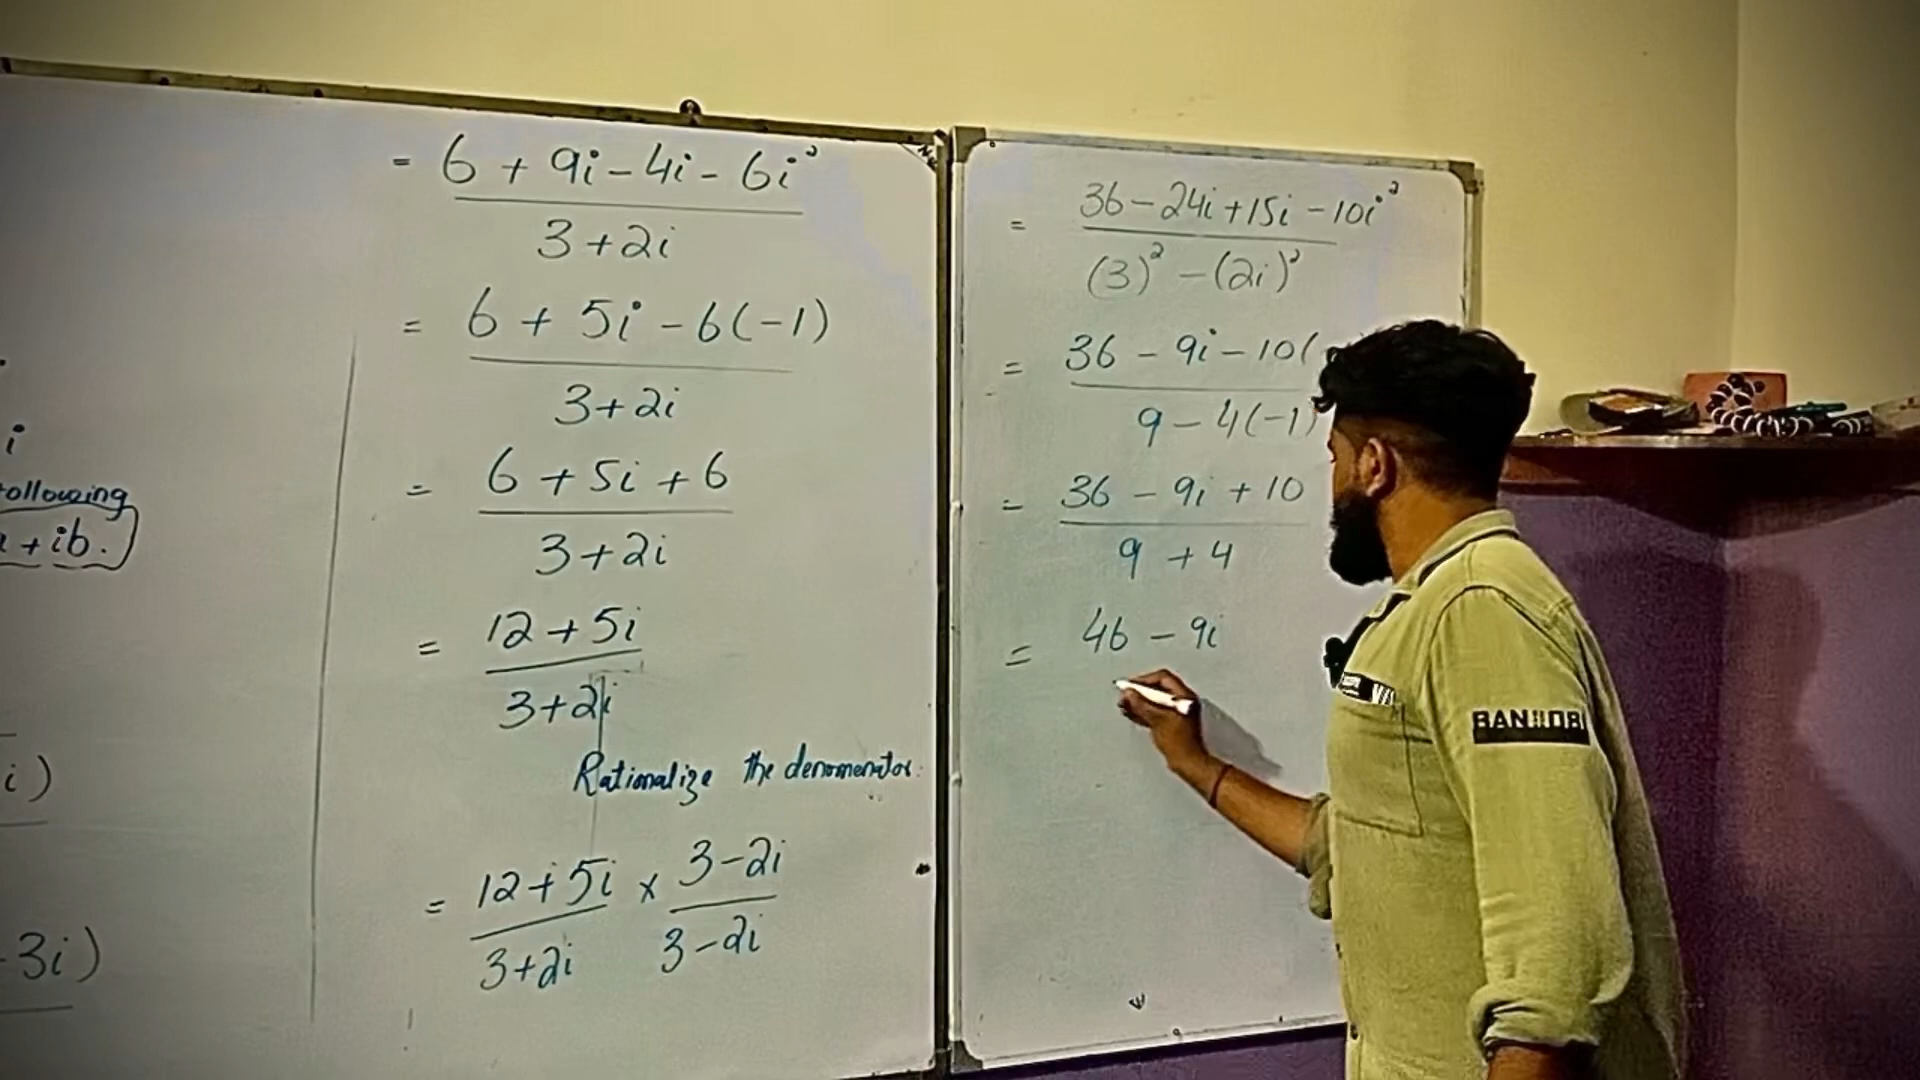 i
ollowing
+ ib.
i)
3i)
= 6 + 9i - 4i - 6i²
3 + 2i
= 6 + 5i - 6(-1)
3 + 2i
= 6 + 5i + 6
3 + 2i
= 12 + 5i
3 + 2i
Rationalize the denomenator.
= 12 + 5i × 3 - 2i
3 + 2i 3 - 2i
= 36 - 24i + 15i - 10i²
(3)² - (2i)²
= 36 - 9i - 10(
9 - 4(-1)
= 36 - 9i + 10
9 + 4
= 46 - 9i